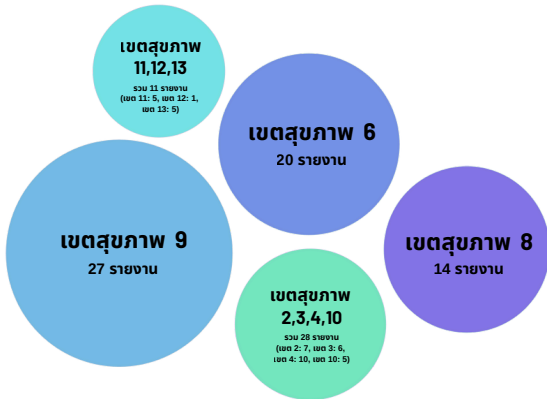 เขตสุขภาพ
11,12,13
รวม 11 รายงาน
(เขต 11: 5, เขต 12: 1,
เขต 13: 5)
เขตสุขภาพ 6
20 รายงาน
เขตสุขภาพ 9
27 รายงาน
เขตสุขภาพ 8
14 รายงาน
เขตสุขภาพ
2,3,4,10
รวม 28 รายงาน
(เขต 2: 7, เขต 3: 6,
เขต 4: 10, เขต 10: 5)